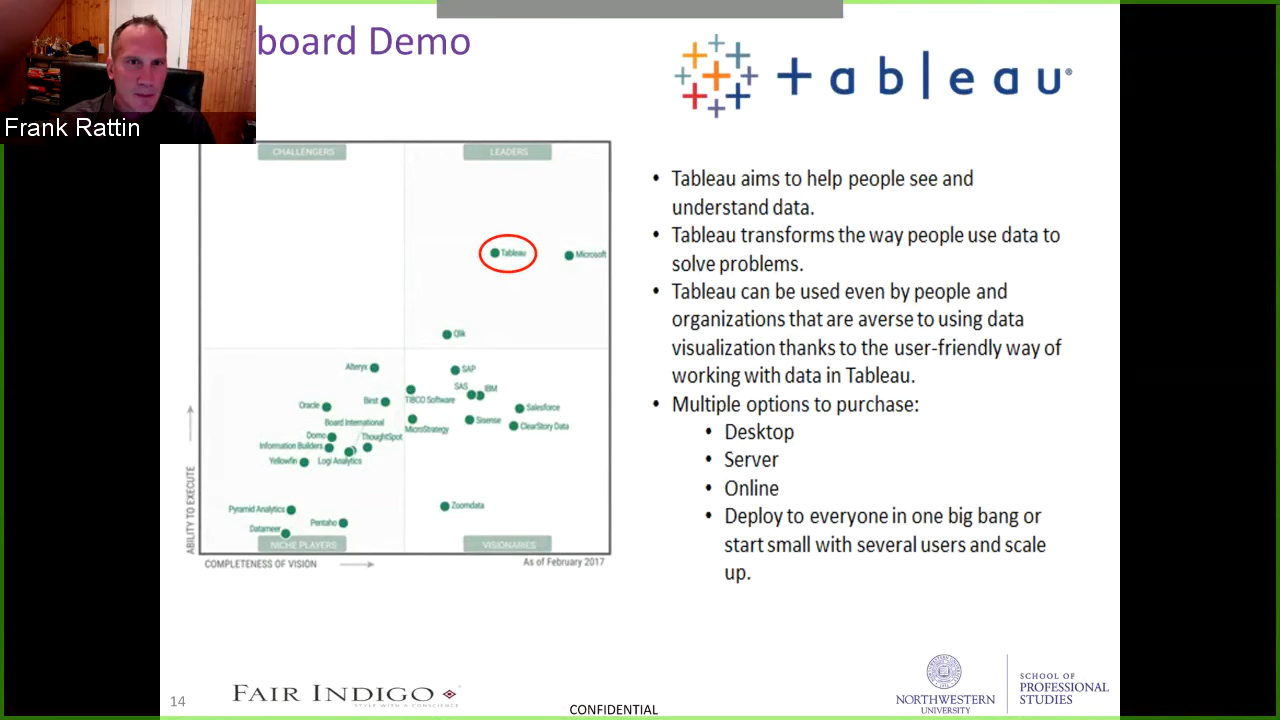 board Demo
Frank Rattin
+ a b l e a u®
CHALLENGERS
LEADERS
Tableau
Microsoft
Qlik
Alteryx
SAP
SAS
IBM
Birst
TIBCO Software
Oracle
Salesforce
Board International
MicroStrategy
Sisense
ClearStory Data
Domo
ThoughtSpot
Information Builders
Yellowfin
Logi Analytics
Pyramid Analytics
Zoomdata
Pentaho
Datameer
NICHE PLAYERS
VISIONARIES
ABILITY TO EXECUTE
COMPLETENESS OF VISION
As of February 2017
• Tableau aims to help people see and
understand data.
• Tableau transforms the way people use data to
solve problems.
• Tableau can be used even by people and
organizations that are averse to using data
visualization thanks to the user-friendly way of
working with data in Tableau.
• Multiple options to purchase:
• Desktop
• Server
• Online
• Deploy to everyone in one big bang or
start small with several users and scale
up.
14
FAIR INDIGO
STYLE WITH A CONSCIENCE
CONFIDENTIAL
NORTHWESTERN
UNIVERSITY
SCHOOL OF
PROFESSIONAL
STUDIES